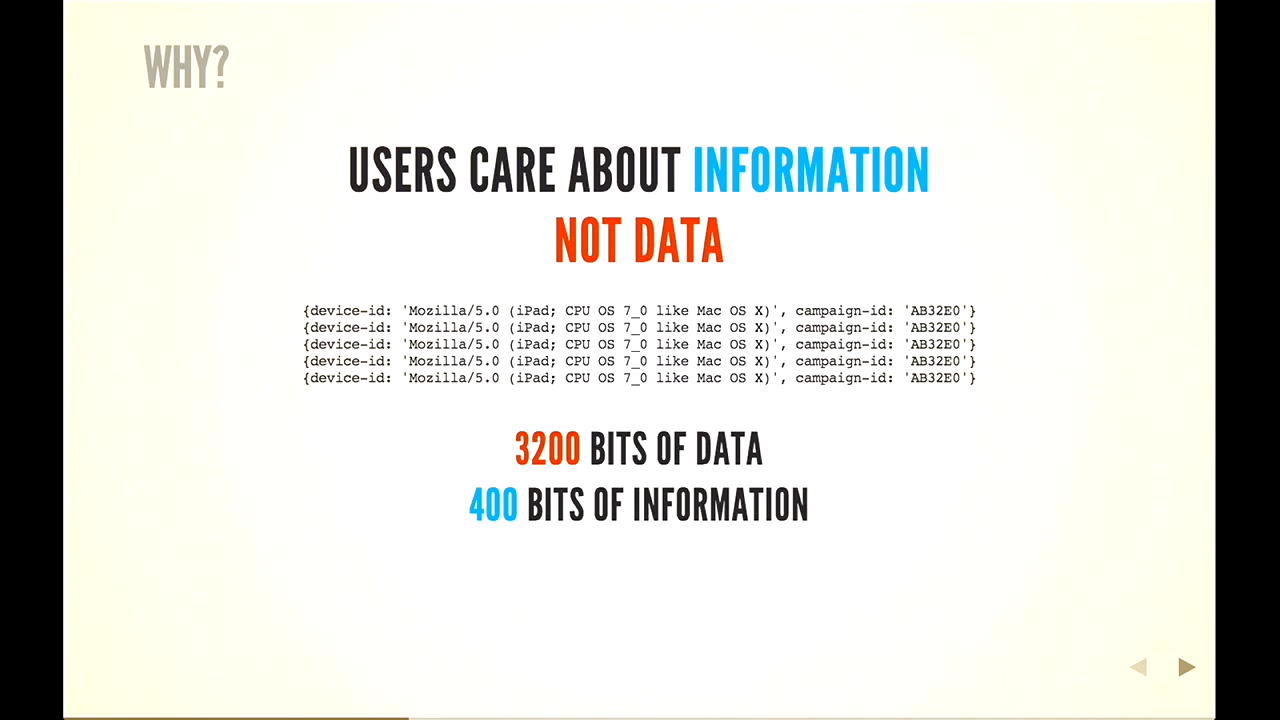 WHY?
USERS CARE ABOUT INFORMATION
NOT DATA
{device-id: 'Mozilla/5.0 (iPad; CPU OS 7_0 like Mac OS X)', campaign-id: 'AB32E0'}
{device-id: 'Mozilla/5.0 (iPad; CPU OS 7_0 like Mac OS X)', campaign-id: 'AB32E0'}
{device-id: 'Mozilla/5.0 (iPad; CPU OS 7_0 like Mac OS X)', campaign-id: 'AB32E0'}
{device-id: 'Mozilla/5.0 (iPad; CPU OS 7_0 like Mac OS X)', campaign-id: 'AB32E0'}
{device-id: 'Mozilla/5.0 (iPad; CPU OS 7_0 like Mac OS X)', campaign-id: 'AB32E0'}
3200 BITS OF DATA
400 BITS OF INFORMATION